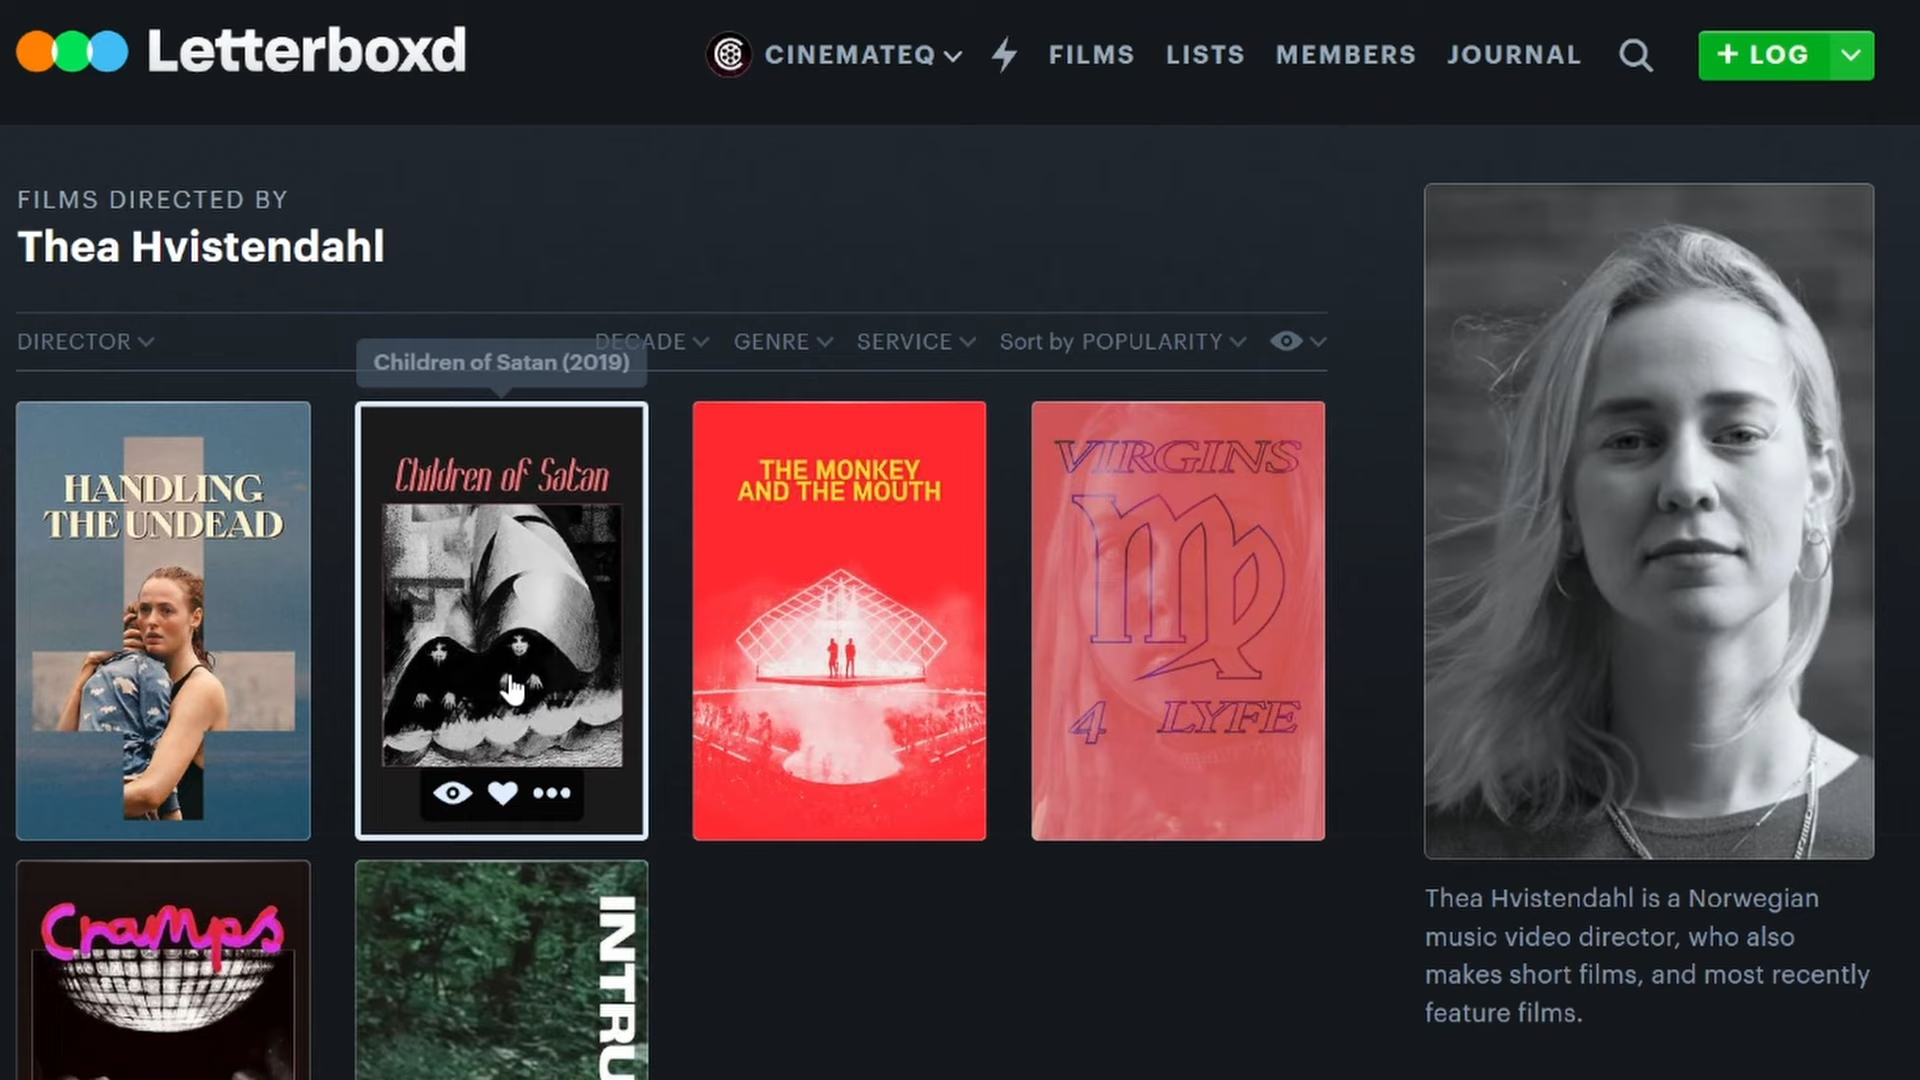 Letterboxd
CINEMATEQ
FILMS
LISTS
MEMBERS
JOURNAL
+ LOG
FILMS DIRECTED BY
Thea Hvistendahl
DIRECTOR
DECADE
GENRE
SERVICE
Sort by POPULARITY
Children of Satan (2019)
HANDLING
THE UNDEAD
Children of Satan
THE MONKEY
AND THE MOUTH
VIRGINS
4 LYFE
Cramps
INTRU
Thea Hvistendahl is a Norwegian
music video director, who also
makes short films, and most recently
feature films.